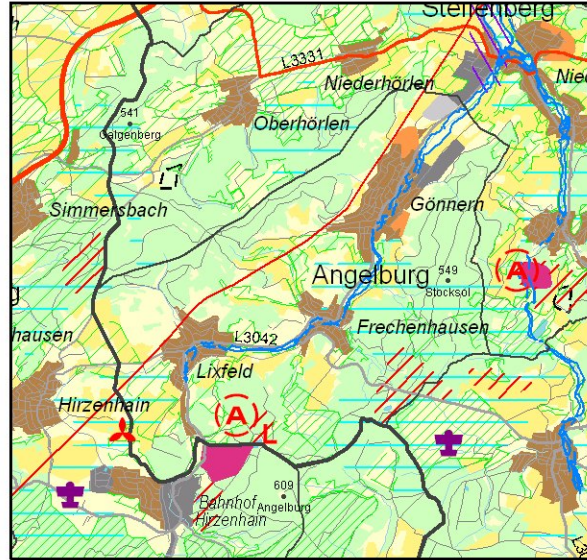 Steffenberg
L3331
Niederhörlen
541
Galgenberg
Oberhörlen
Simmersbach
Gönnern
Angelburg
549
Stocksol
A
L3042
Frechenhausen
Lixfeld
Hirzenhain
A
L
Bahnhof
Hirzenhain
609
Angelburg
hausen
g
Nied